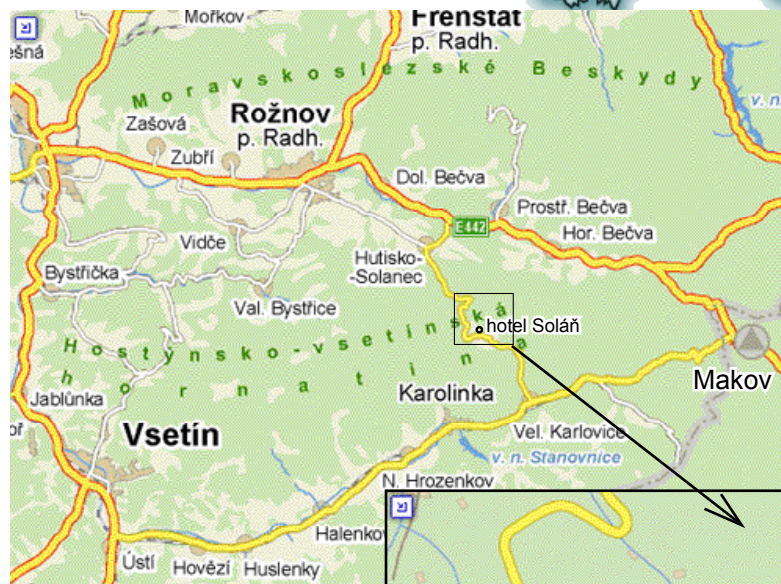 Mořkov
Frenštát
p. Radh.
ešná
Moravskoslezské Beskydy
v. n.
Rožnov
p. Radh.
Zašová
Zubří
Dol. Bečva
Prostř. Bečva
E442
Hor. Bečva
Vidče
Hutisko-
-Solanec
Bystřička
Val. Bystřice
hotel Soláň
Hostýnsko-vsetínská
hornatina
Makov
Karolinka
Jablůnka
Vsetín
Vel. Karlovice
v. n. Stanovnice
N. Hrozenkov
Halenkov
Ústí
Hovězí
Huslenky